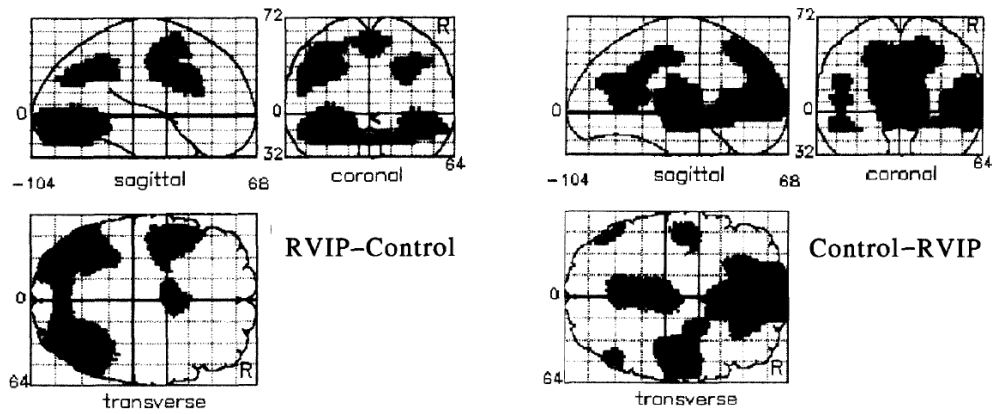 72
R
0
0
32
-104
sagittal
68
coronal
64
0
R
64
transverse
RVIP-Control
72
R
0
0
32
-104
sagittal
68
coronal
64
0
R
64
transverse
Control-RVIP